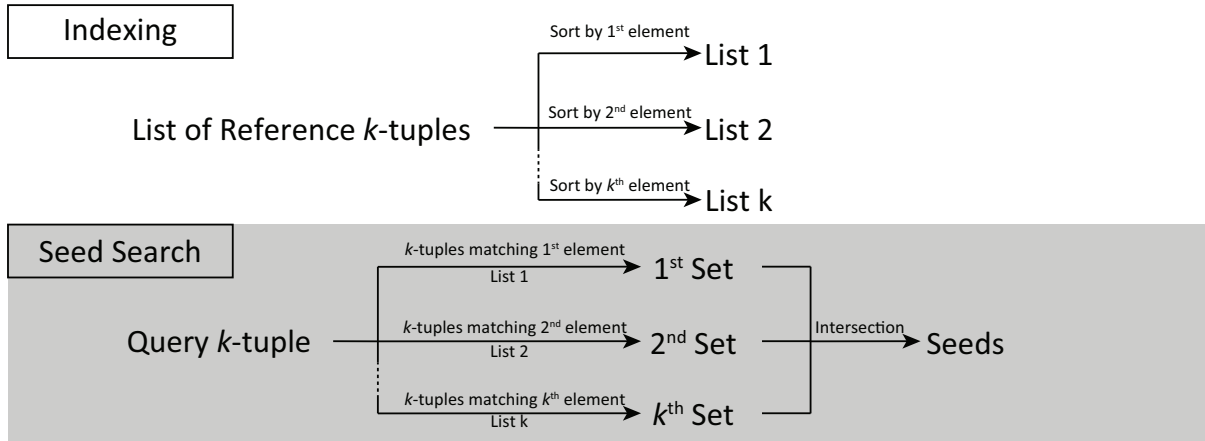 Indexing
Sort by 1st element
List 1
List of Reference k-tuples
Sort by 2nd element
List 2
Sort by kth element
List k
Seed Search
k-tuples matching 1st element
List 1
1st Set
Query k-tuple
k-tuples matching 2nd element
List 2
2nd Set
Intersection
Seeds
k-tuples matching kth element
List k
kth Set